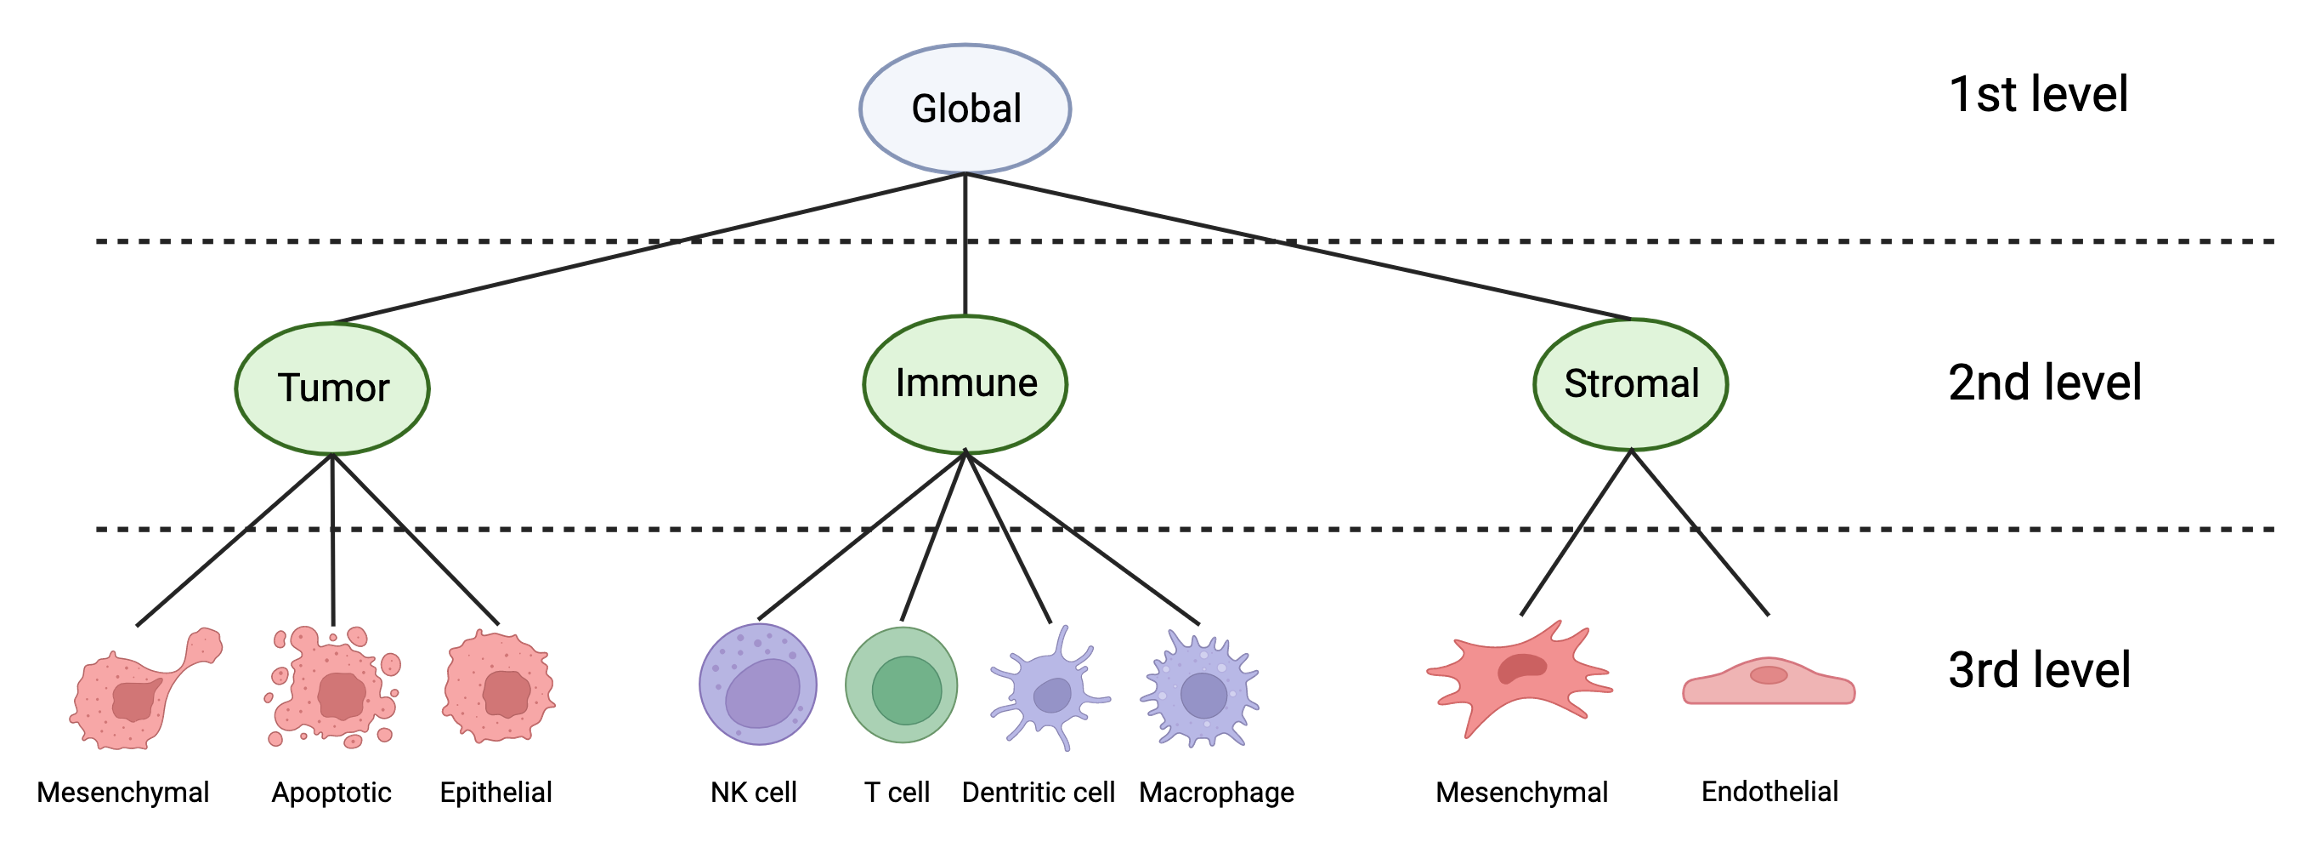 Global
1st level
Tumor
Immune
Stromal
2nd level
3rd level
Mesenchymal
Apoptotic
Epithelial
NK cell
T cell
Dentritic cell
Macrophage
Mesenchymal
Endothelial